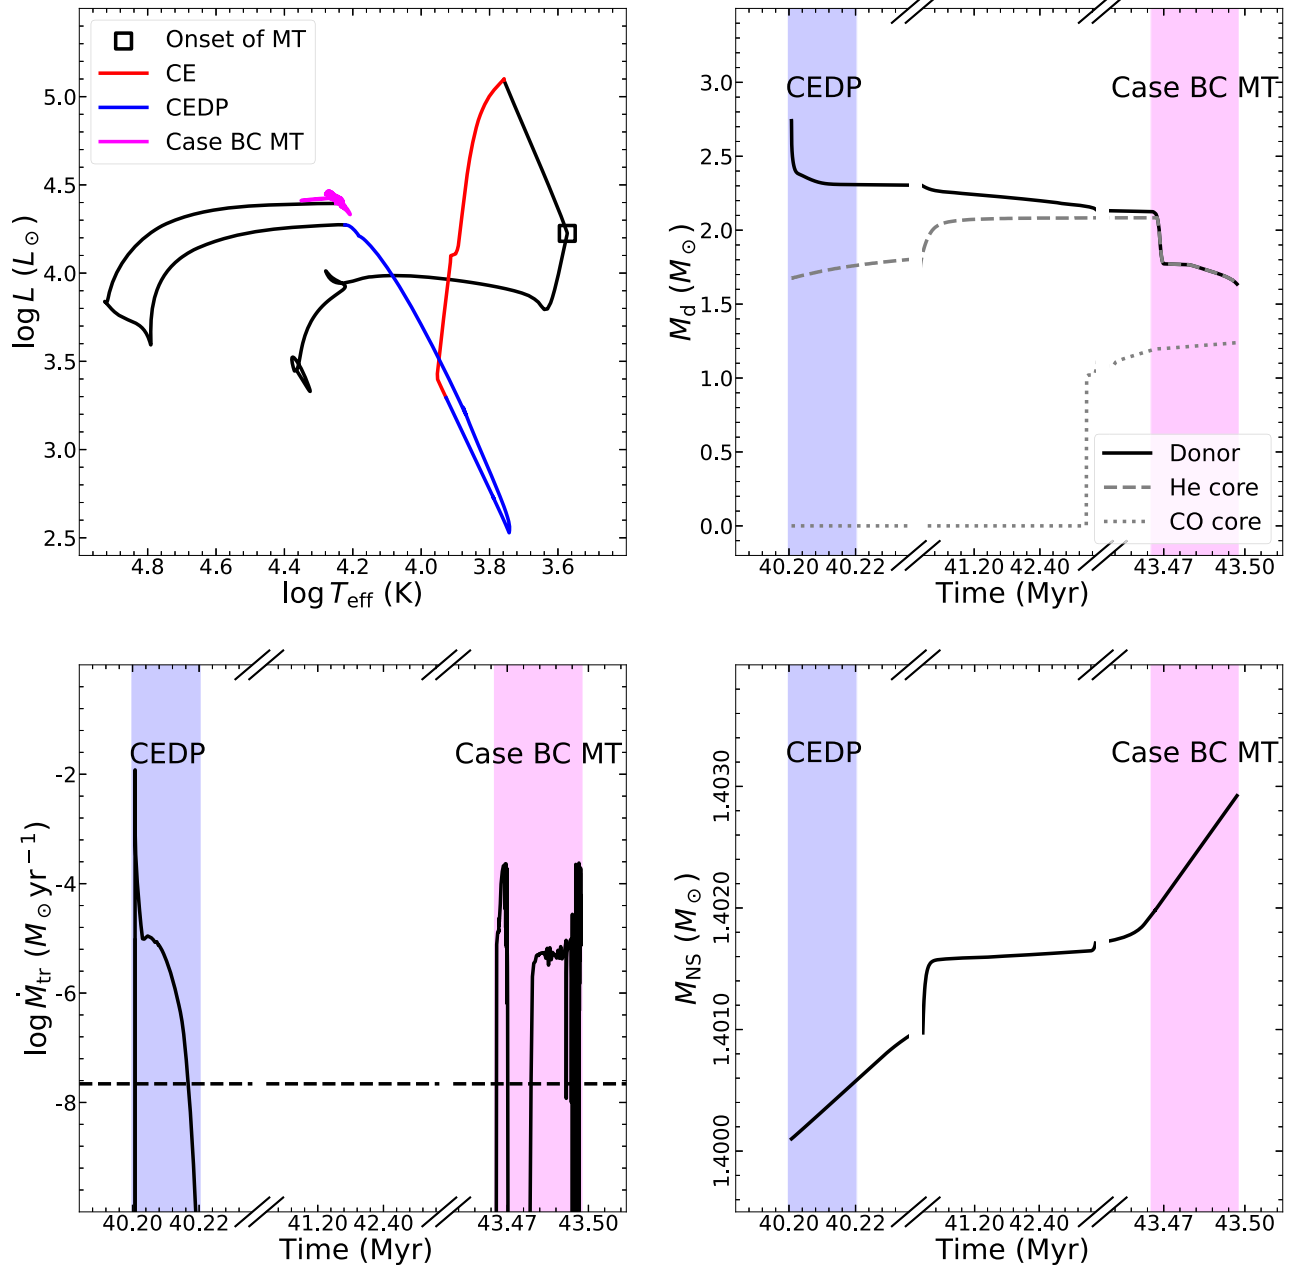 Onset of MT
CE
CEDP
Case BC MT
5.0
4.5
4.0
3.5
3.0
2.5
4.8
4.6
4.4
4.2
4.0
3.8
3.6
log L (L⊙)
log T_eff (K)
CEDP
Case BC MT
3.0
2.5
2.0
1.5
1.0
0.5
0.0
M_d (M⊙)
Donor
He core
CO core
40.20
40.22
41.20
42.40
43.47
43.50
Time (Myr)
CEDP
Case BC MT
-2
-4
-6
-8
log Ṁ_tr (M⊙ yr⁻¹)
40.20
40.22
41.20
42.40
43.47
43.50
Time (Myr)
CEDP
Case BC MT
1.4030
1.4020
1.4010
1.4000
M_NS (M⊙)
40.20
40.22
41.20
42.40
43.47
43.50
Time (Myr)